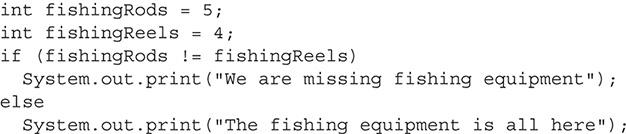 int fishingRods = 5;
int fishingReels = 4;
if (fishingRods != fishingReels)
  System.out.print("We are missing fishing equipment");
else
  System.out.print("The fishing equipment is all here");